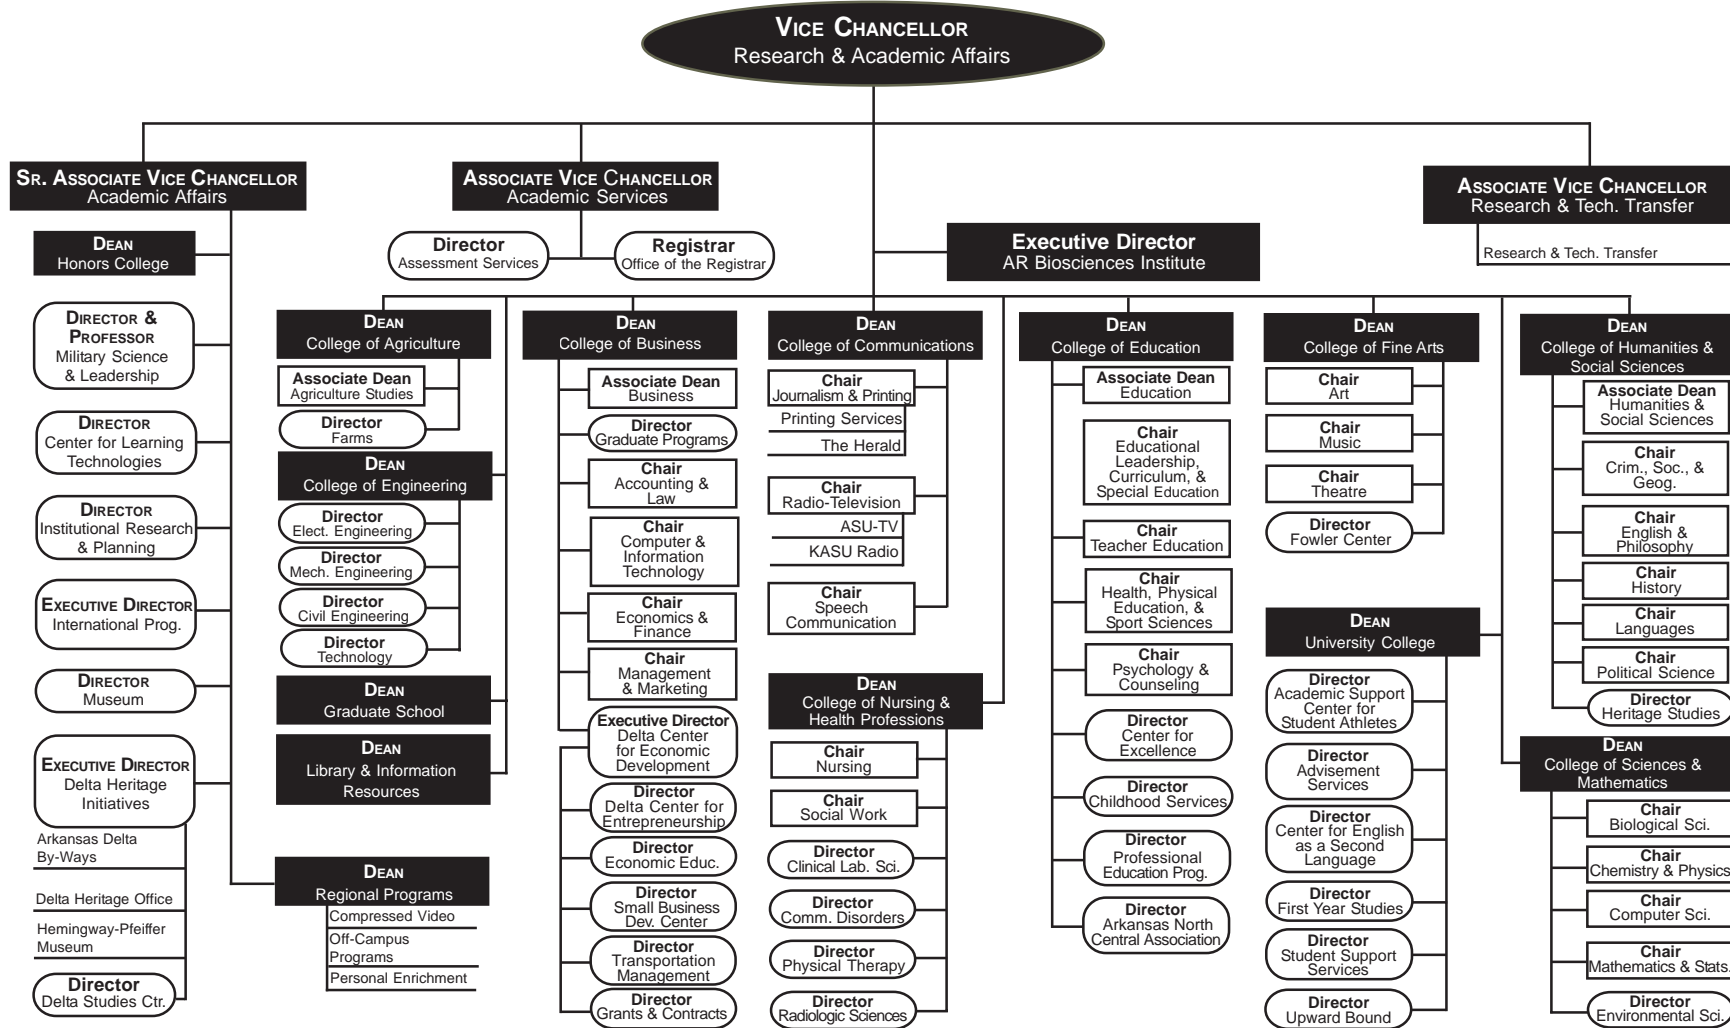 VICE CHANCELLOR
Research & Academic Affairs
SR. ASSOCIATE VICE CHANCELLOR
Academic Affairs
ASSOCIATE VICE CHANCELLOR
Academic Services
ASSOCIATE VICE CHANCELLOR
Research & Tech. Transfer
Research & Tech. Transfer
Director
Assessment Services
Registrar
Office of the Registrar
Executive Director
AR Biosciences Institute
DEAN
Honors College
DIRECTOR &
PROFESSOR
Military Science
& Leadership
DIRECTOR
Center for Learning
Technologies
DIRECTOR
Institutional Research
& Planning
EXECUTIVE DIRECTOR
International Prog.
DIRECTOR
Museum
EXECUTIVE DIRECTOR
Delta Heritage
Initiatives
Arkansas Delta
By-Ways
Delta Heritage Office
Hemingway-Pfeiffer
Museum
Director
Delta Studies Ctr.
DEAN
College of Agriculture
Associate Dean
Agriculture Studies
Director
Farms
DEAN
College of Engineering
Director
Elect. Engineering
Director
Mech. Engineering
Director
Civil Engineering
Director
Technology
DEAN
Graduate School
DEAN
Library & Information
Resources
DEAN
Regional Programs
Compressed Video
Off-Campus
Programs
Personal Enrichment
DEAN
College of Business
Associate Dean
Business
Director
Graduate Programs
Chair
Accounting &
Law
Chair
Computer &
Information
Technology
Chair
Economics &
Finance
Chair
Management
& Marketing
Executive Director
Delta Center
for Economic
Development
Director
Delta Center for
Entrepreneurship
Director
Economic Educ.
Director
Small Business
Dev. Center
Director
Transportation
Management
Director
Grants & Contracts
DEAN
College of Communications
Chair
Journalism & Printing
Printing Services
The Herald
Chair
Radio-Television
ASU-TV
KASU Radio
Chair
Speech
Communication
DEAN
College of Nursing &
Health Professions
Chair
Nursing
Chair
Social Work
Director
Clinical Lab. Sci.
Director
Comm. Disorders
Director
Physical Therapy
Director
Radiologic Sciences
DEAN
College of Education
Associate Dean
Education
Chair
Educational
Leadership,
Curriculum, &
Special Education
Chair
Teacher Education
Chair
Health, Physical
Education, &
Sport Sciences
Chair
Psychology &
Counseling
Director
Center for
Excellence
Director
Childhood Services
Director
Professional
Education Prog.
Director
Arkansas North
Central Association
DEAN
College of Fine Arts
Chair
Art
Chair
Music
Chair
Theatre
Director
Fowler Center
DEAN
University College
Director
Academic Support
Center for
Student Athletes
Director
Advisement
Services
Director
Center for English
as a Second
Language
Director
First Year Studies
Director
Student Support
Services
Director
Upward Bound
DEAN
College of Humanities &
Social Sciences
Associate Dean
Humanities &
Social Sciences
Chair
Crim., Soc., &
Geog.
Chair
English &
Philosophy
Chair
History
Chair
Languages
Chair
Political Science
Director
Heritage Studies
DEAN
College of Sciences &
Mathematics
Chair
Biological Sci.
Chair
Chemistry & Physics
Chair
Computer Sci.
Chair
Mathematics & Stats.
Director
Environmental Sci.